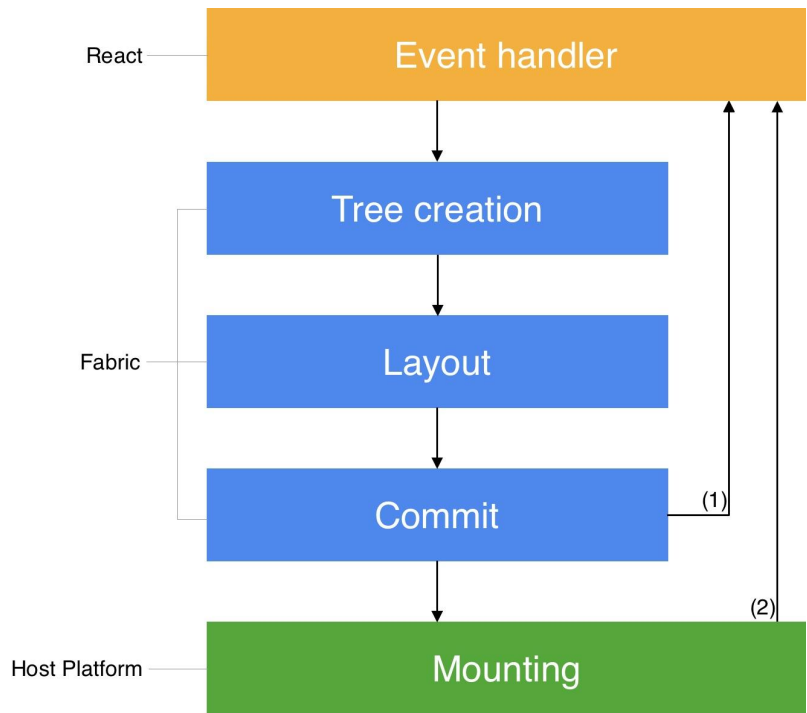 React
Event handler
Tree creation
Fabric
Layout
Commit
(1)
(2)
Host Platform
Mounting